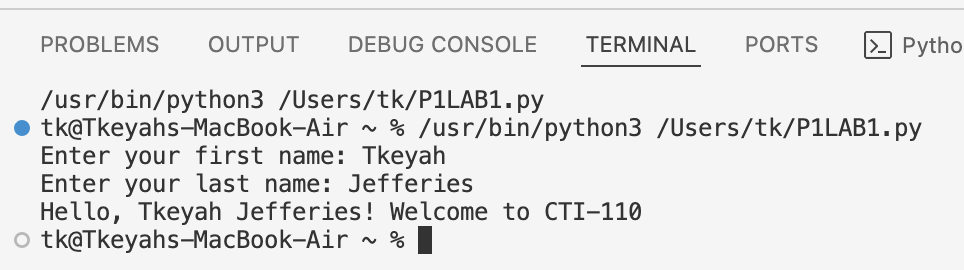 PROBLEMS OUTPUT DEBUG CONSOLE TERMINAL PORTS Pytho
/usr/bin/python3 /Users/tk/P1LAB1.py
tk@Tkeyahs-MacBook-Air ~ % /usr/bin/python3 /Users/tk/P1LAB1.py
Enter your first name: Tkeyah
Enter your last name: Jefferies
Hello, Tkeyah Jefferies! Welcome to CTI-110
tk@Tkeyahs-MacBook-Air ~ %